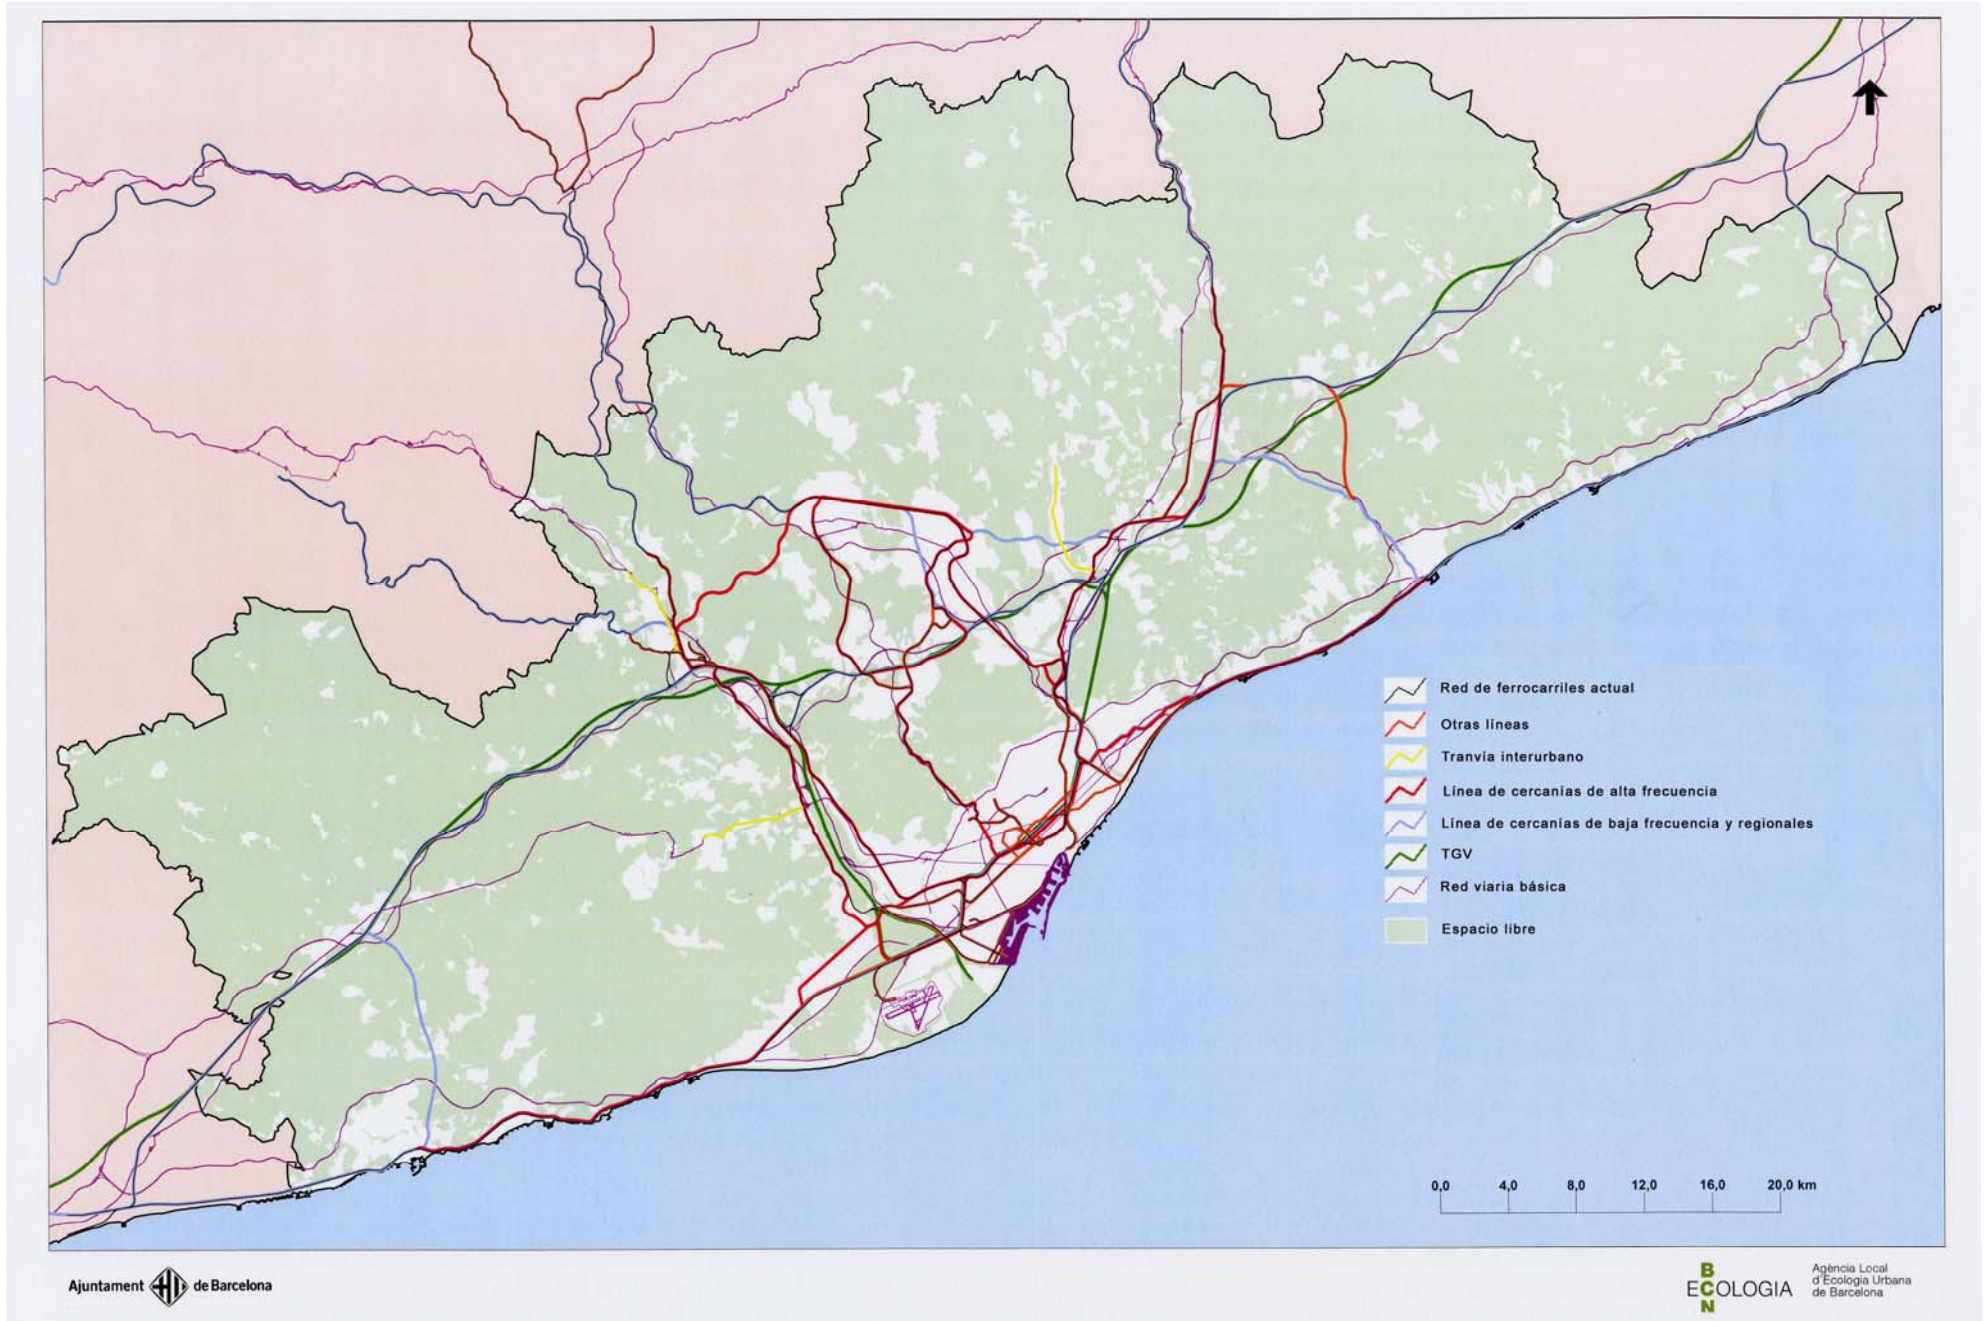 Red de ferrocarriles actual
Otras líneas
Tranvía interurbano
Línea de cercanías de alta frecuencia
Línea de cercanías de baja frecuencia y regionales
TGV
Red viaria básica
Espacio libre
0,0 4,0 8,0 12,0 16,0 20,0 km
Ajuntament de Barcelona
BCN
ECOLOGIA
Agència Local
d'Ecologia Urbana
de Barcelona